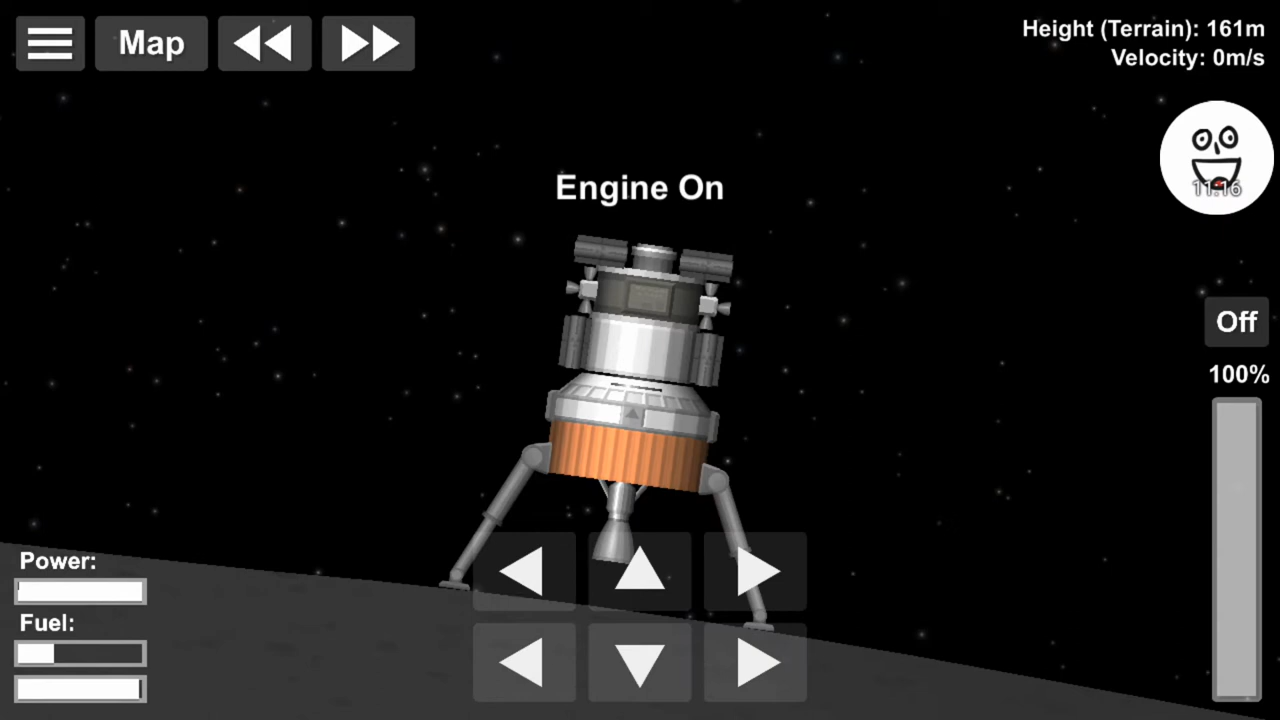 Map
Height (Terrain): 161m
Velocity: 0m/s
11:16
Engine On
Off
100%
Power:
Fuel: